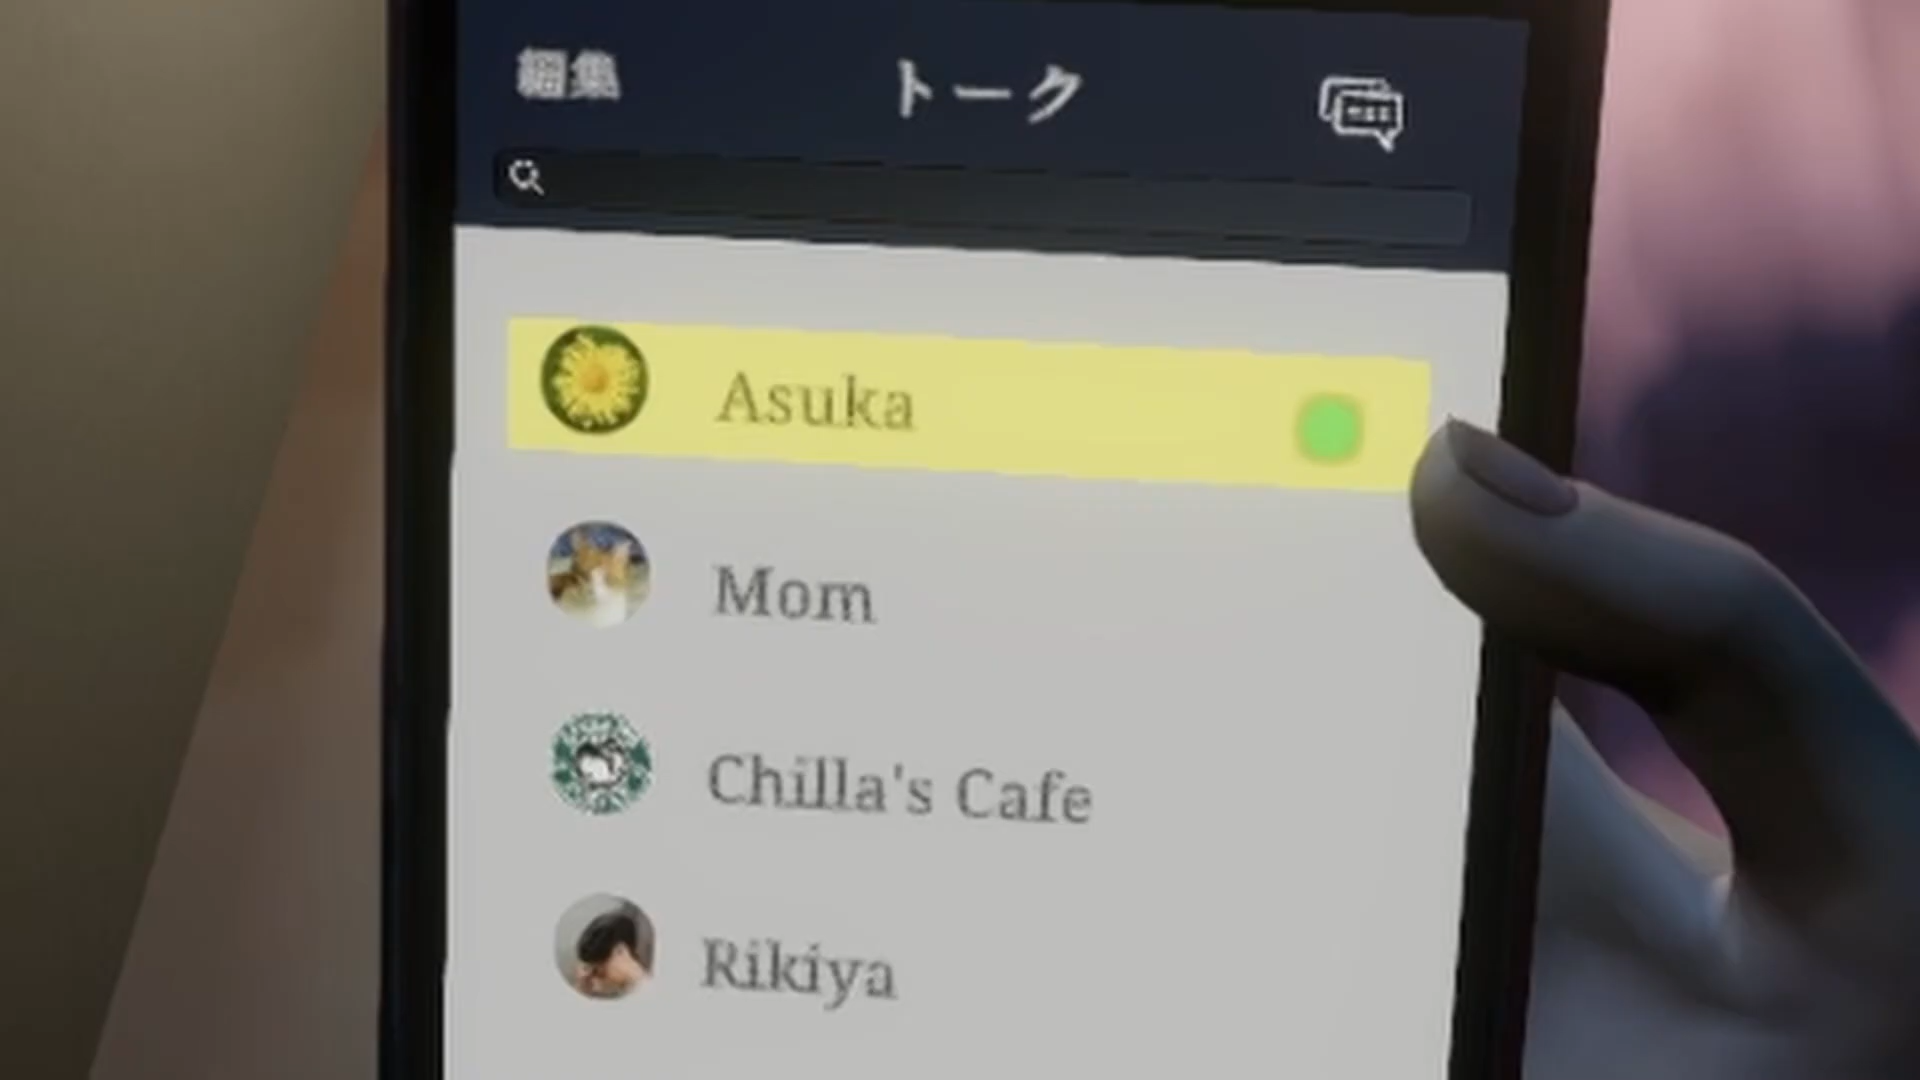 編集
トーク
Asuka
Mom
Chilla's Cafe
Rikiya